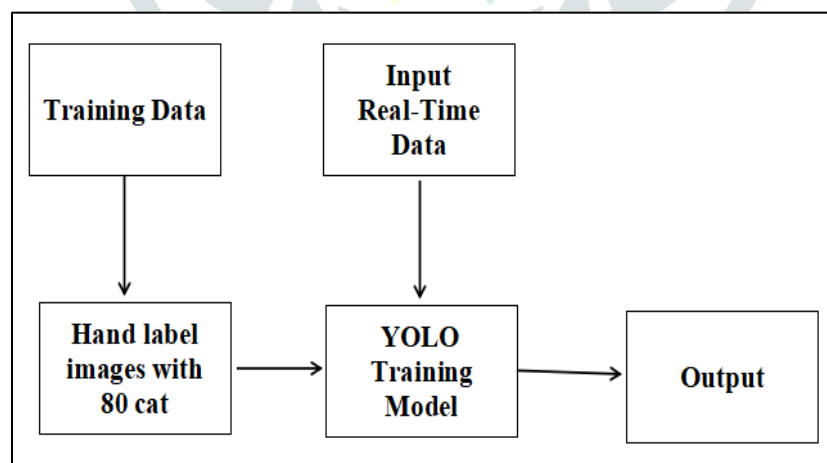 Training Data
Input
Real-Time
Data
Hand label
images with
80 cat
YOLO
Training
Model
Output